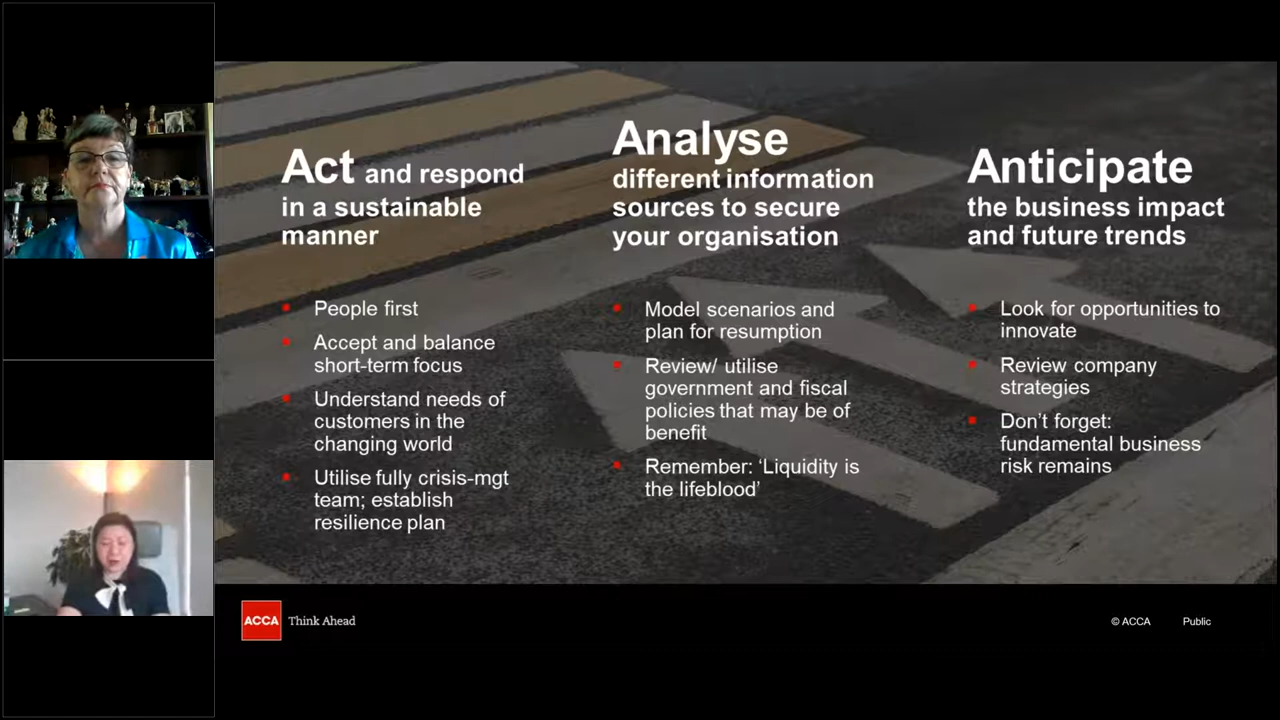 Act and respond
in a sustainable
manner
People first
Accept and balance
short-term focus
Understand needs of
customers in the
changing world
Utilise fully crisis-mgt
team; establish
resilience plan
Analyse
different information
sources to secure
your organisation
Model scenarios and
plan for resumption
Review/ utilise
government and fiscal
policies that may be of
benefit
Remember: ‘Liquidity is
the lifeblood’
Anticipate
the business impact
and future trends
Look for opportunities to
innovate
Review company
strategies
Don’t forget:
fundamental business
risk remains
ACCA Think Ahead
© ACCA Public